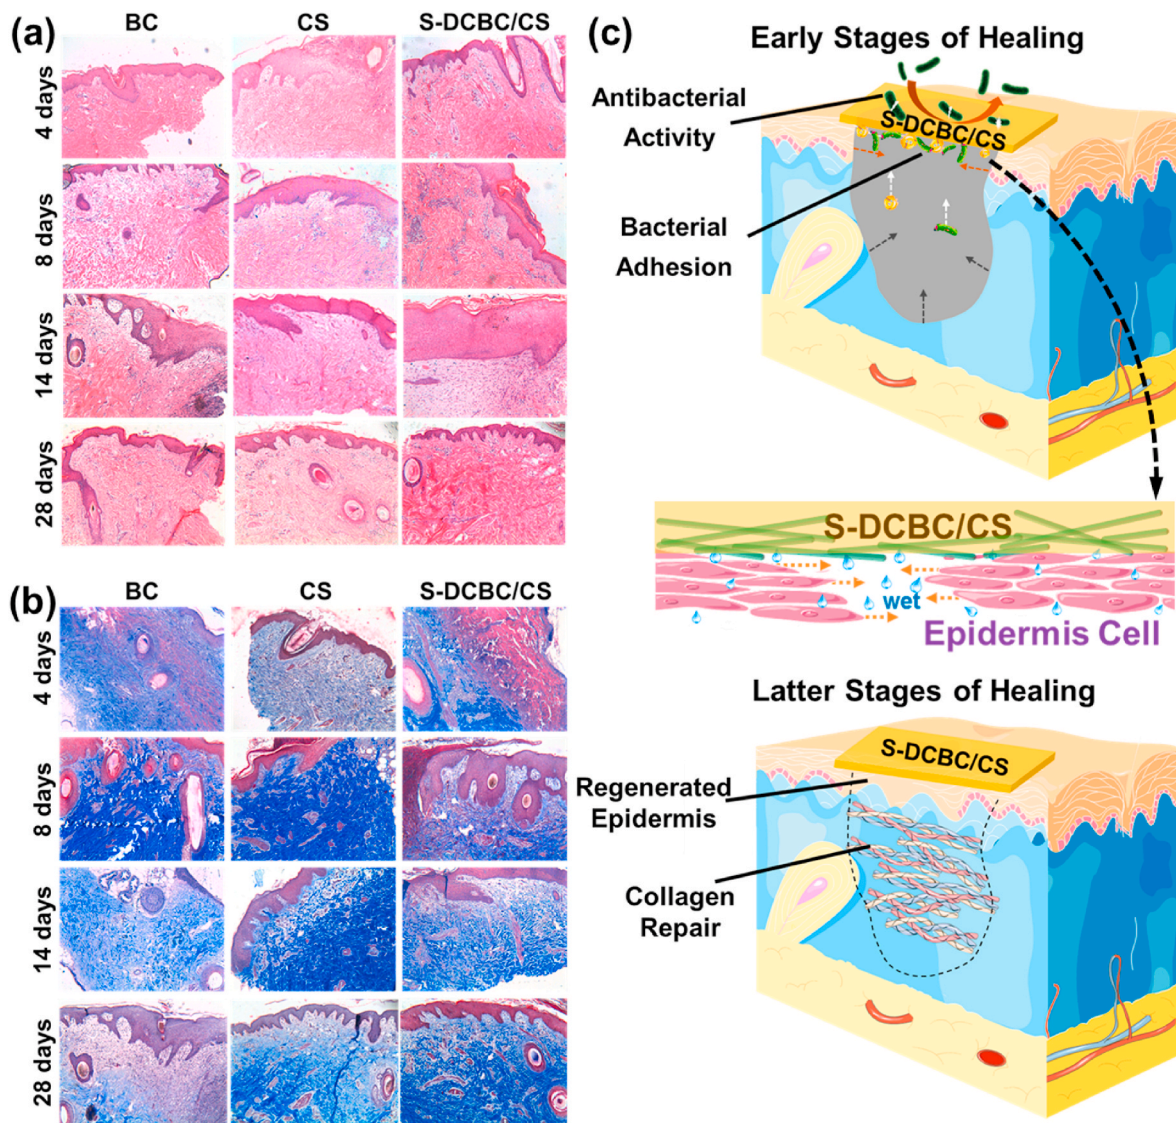 (a)
BC
CS
S-DCBC/CS
4 days
8 days
14 days
28 days
(b)
BC
CS
S-DCBC/CS
4 days
8 days
14 days
28 days
(c)
Early Stages of Healing
Antibacterial
Activity
S-DCBC/CS
Bacterial
Adhesion
S-DCBC/CS
wet
Epidermis Cell
Latter Stages of Healing
S-DCBC/CS
Regenerated
Epidermis
Collagen
Repair